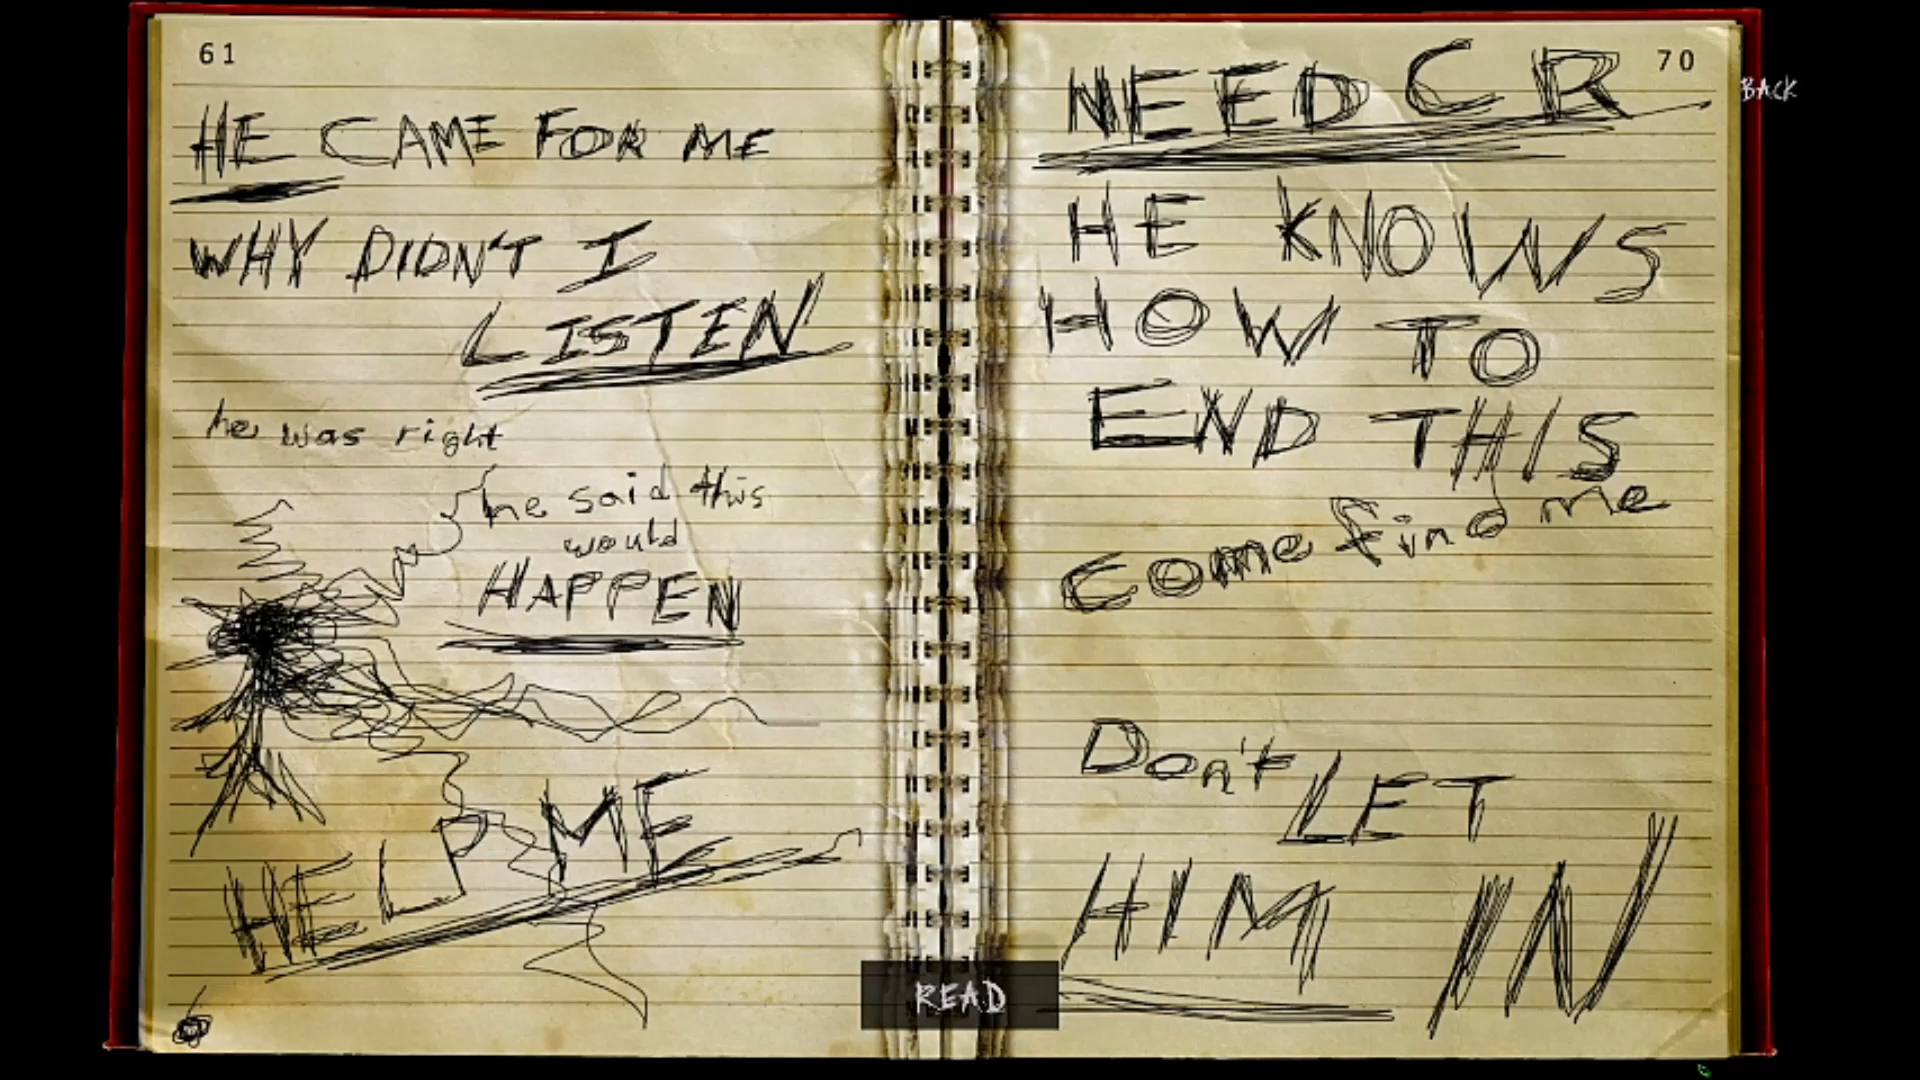 61
HE CAME FOR ME
WHY DIDN'T I
LISTEN
he was right
he said this
would
HAPPEN
HELP ME
70
NEED CR
HE KNOWS
HOW TO
END THIS
come find me
Don't LET
HIM IN
BACK
READ